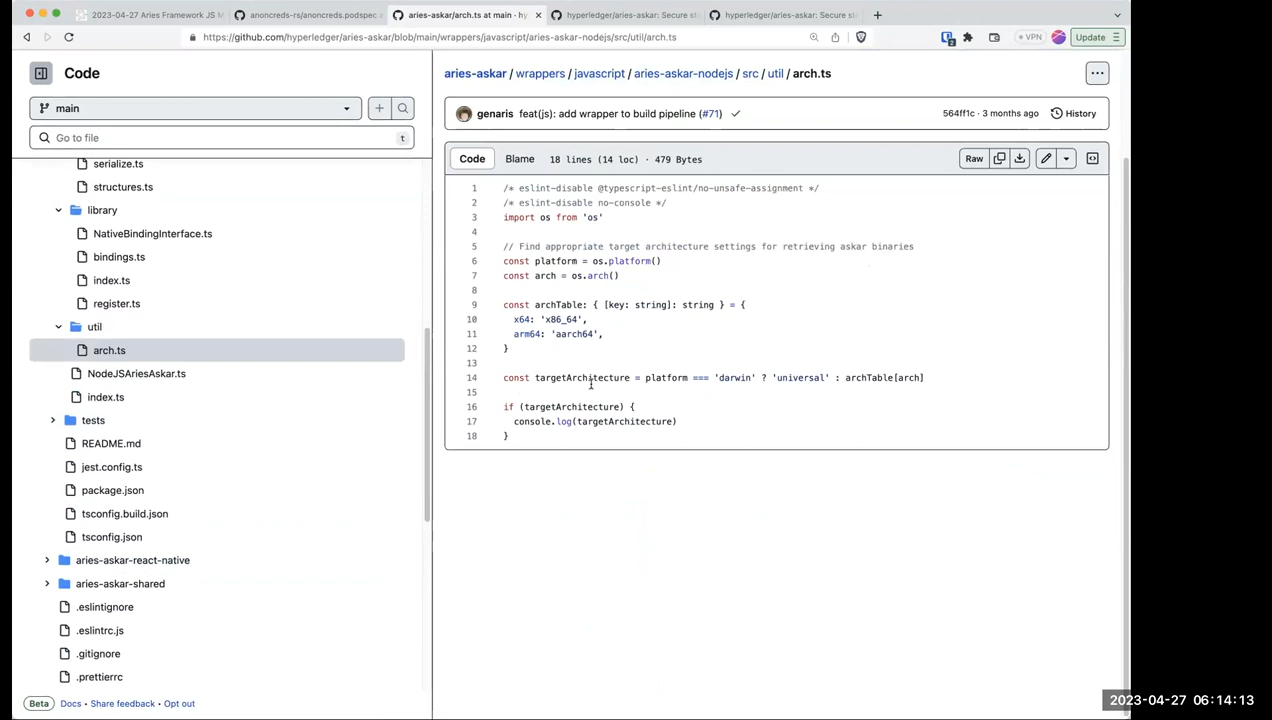 2023-04-27 Aries Framework JS M
anoncreds-rs/anoncreds.podspec
aries-askar/arch.ts at main · hy
hyperledger/aries-askar: Secure st
hyperledger/aries-askar: Secure st
https://github.com/hyperledger/aries-askar/blob/main/wrappers/javascript/aries-askar-nodejs/src/util/arch.ts
2
VPN
Update
Code
main
Go to file
t
serialize.ts
structures.ts
library
NativeBindingInterface.ts
bindings.ts
index.ts
register.ts
util
arch.ts
NodeJSAriesAskar.ts
index.ts
tests
README.md
jest.config.ts
package.json
tsconfig.build.json
tsconfig.json
aries-askar-react-native
aries-askar-shared
.eslintignore
.eslintrc.js
.gitignore
.prettierrc
Beta Docs · Share feedback · Opt out
aries-askar / wrappers / javascript / aries-askar-nodejs / src / util / arch.ts
genaris feat(js): add wrapper to build pipeline (#71)
564ff1c · 3 months ago
History
Code
Blame
18 lines (14 loc) · 479 Bytes
Raw
1 /* eslint-disable @typescript-eslint/no-unsafe-assignment */
2 /* eslint-disable no-console */
3 import os from 'os'
4
5 // Find appropriate target architecture settings for retrieving askar binaries
6 const platform = os.platform()
7 const arch = os.arch()
8
9 const archTable: { [key: string]: string } = {
10 x64: 'x86_64',
11 arm64: 'aarch64',
12 }
13
14 const targetArchitecture = platform === 'darwin' ? 'universal' : archTable[arch]
15
16 if (targetArchitecture) {
17 console.log(targetArchitecture)
18 }
2023-04-27 06:14:13